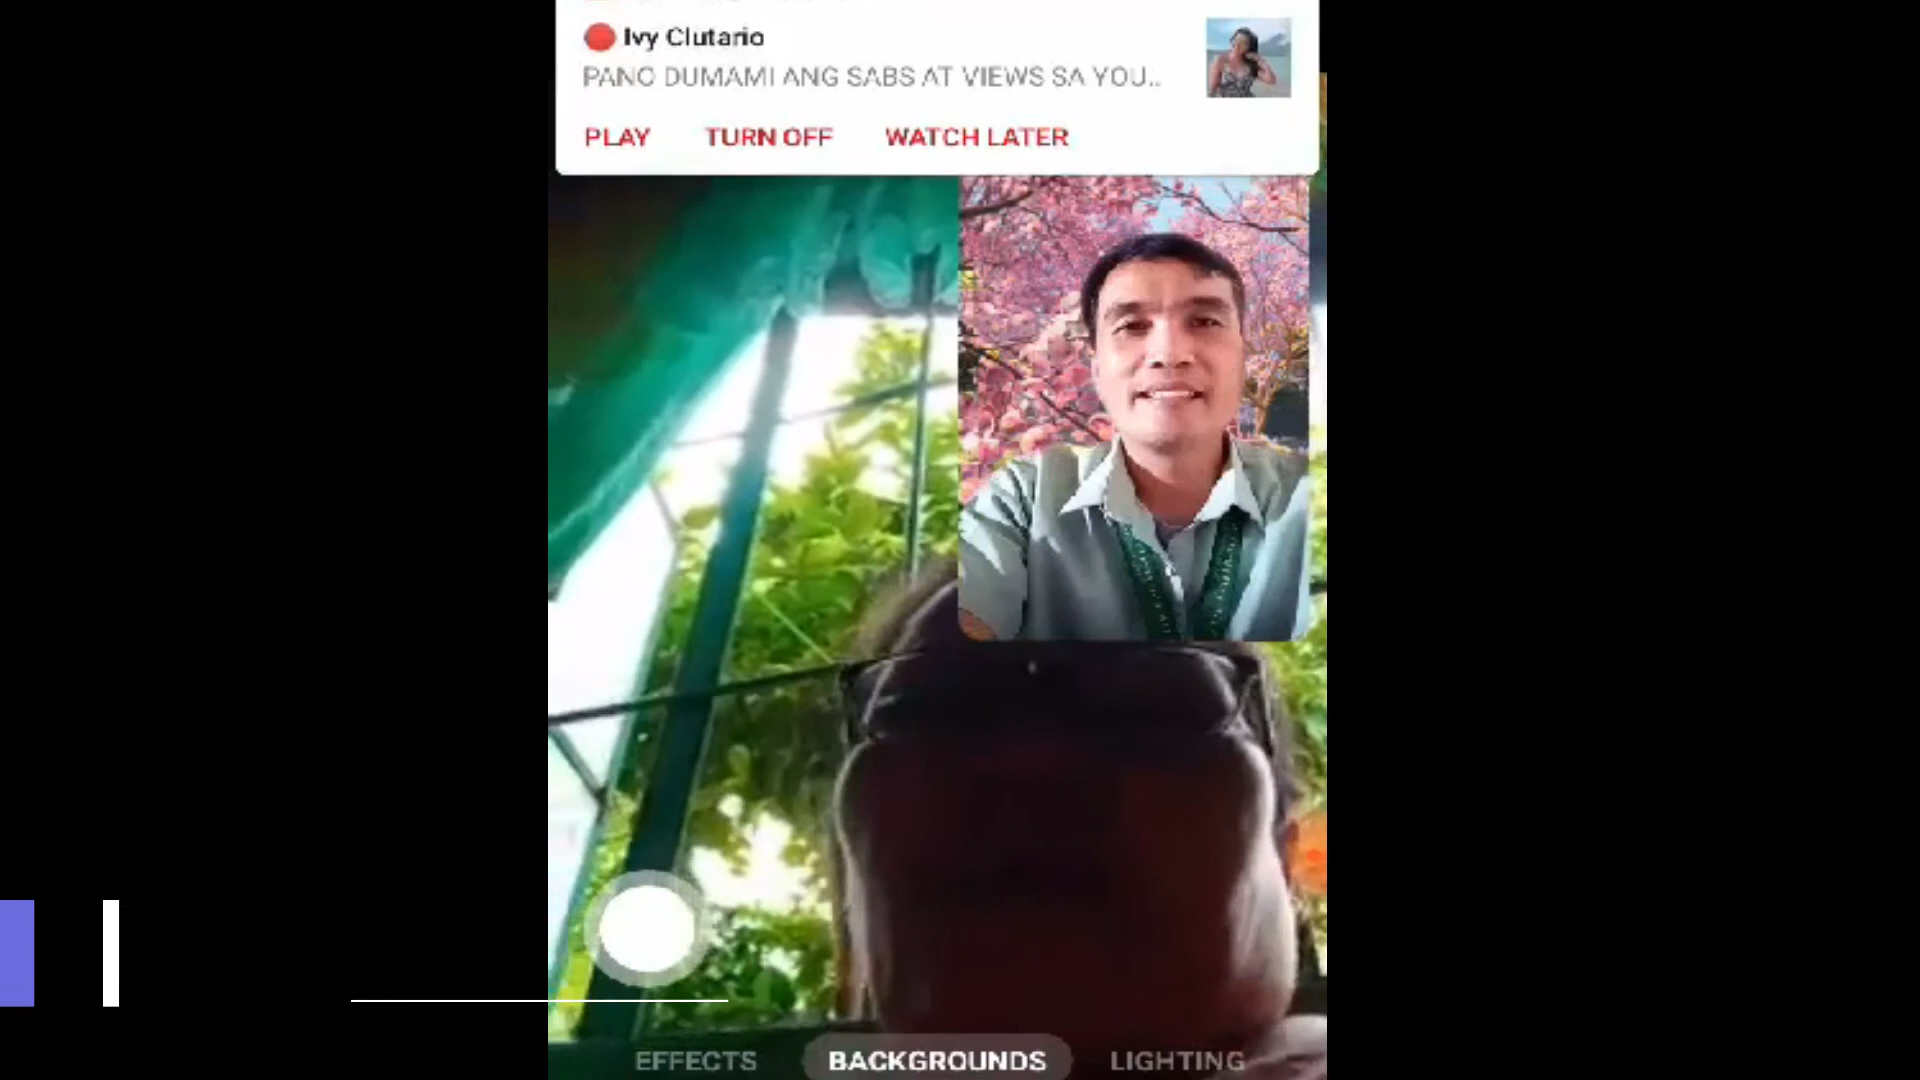 Ivy Clutario
PANO DUMAMI ANG SABS AT VIEWS SA YOU..
PLAY TURN OFF WATCH LATER
EFFECTS BACKGROUNDS LIGHTING